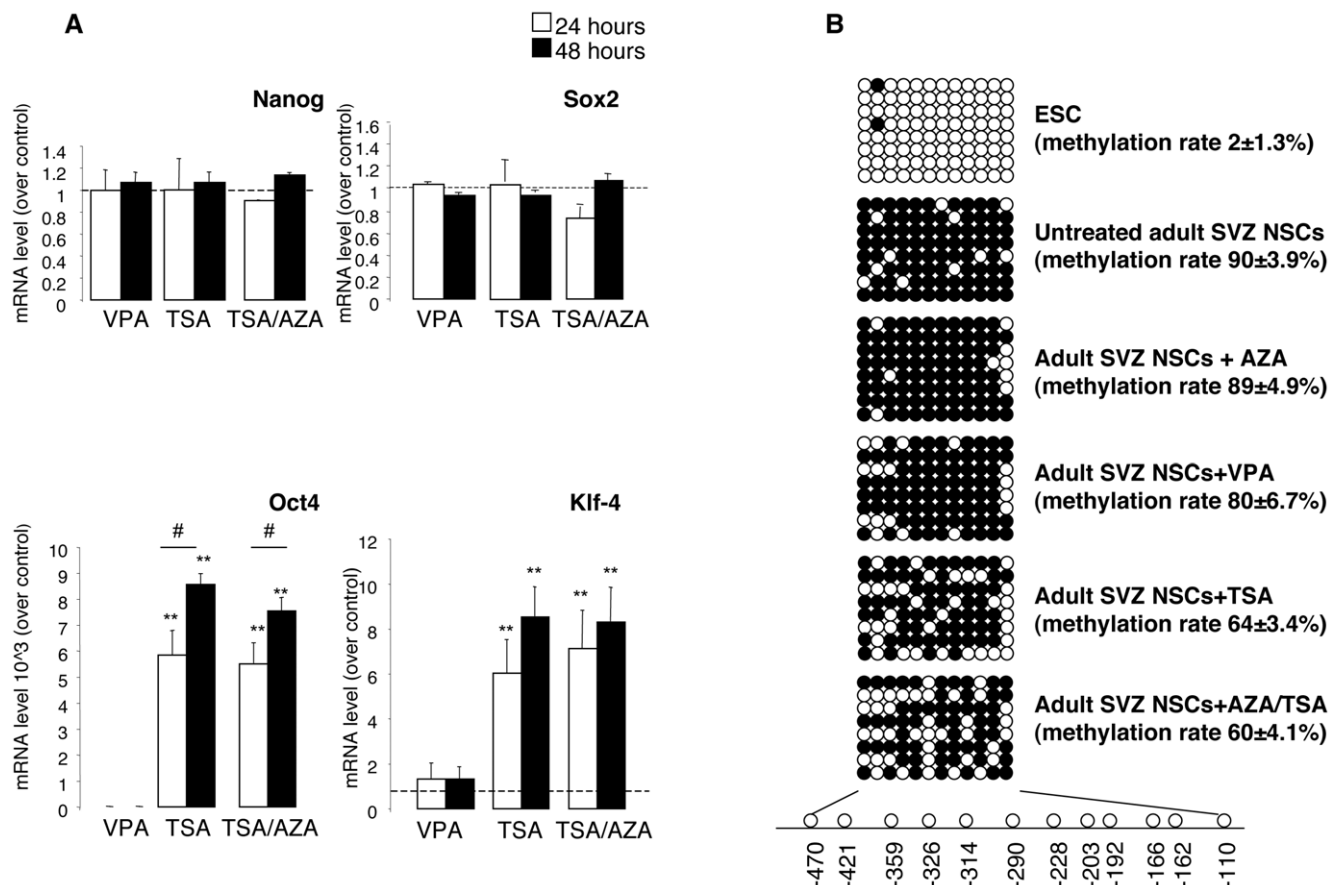 A
24 hours
48 hours
Nanog
mRNA level (over control)
1.4
1.2
1
0.8
0.6
0.4
0.2
0
VPA TSA TSA/AZA
Sox2
mRNA level (over control)
1.6
1.4
1.2
1
0.8
0.6
0.4
0.2
0
VPA TSA TSA/AZA
Oct4
mRNA level 10^3 (over control)
10
9
8
7
6
5
4
3
2
1
0
#
#
**
**
**
**
VPA TSA TSA/AZA
Klf-4
mRNA level (over control)
12
10
8
6
4
2
0
**
**
**
**
VPA TSA TSA/AZA
B
ESC
(methylation rate 2±1.3%)
Untreated adult SVZ NSCs
(methylation rate 90±3.9%)
Adult SVZ NSCs + AZA
(methylation rate 89±4.9%)
Adult SVZ NSCs+VPA
(methylation rate 80±6.7%)
Adult SVZ NSCs+TSA
(methylation rate 64±3.4%)
Adult SVZ NSCs+AZA/TSA
(methylation rate 60±4.1%)
-470
-421
-359
-326
-314
-290
-228
-203
-192
-166
-162
-110